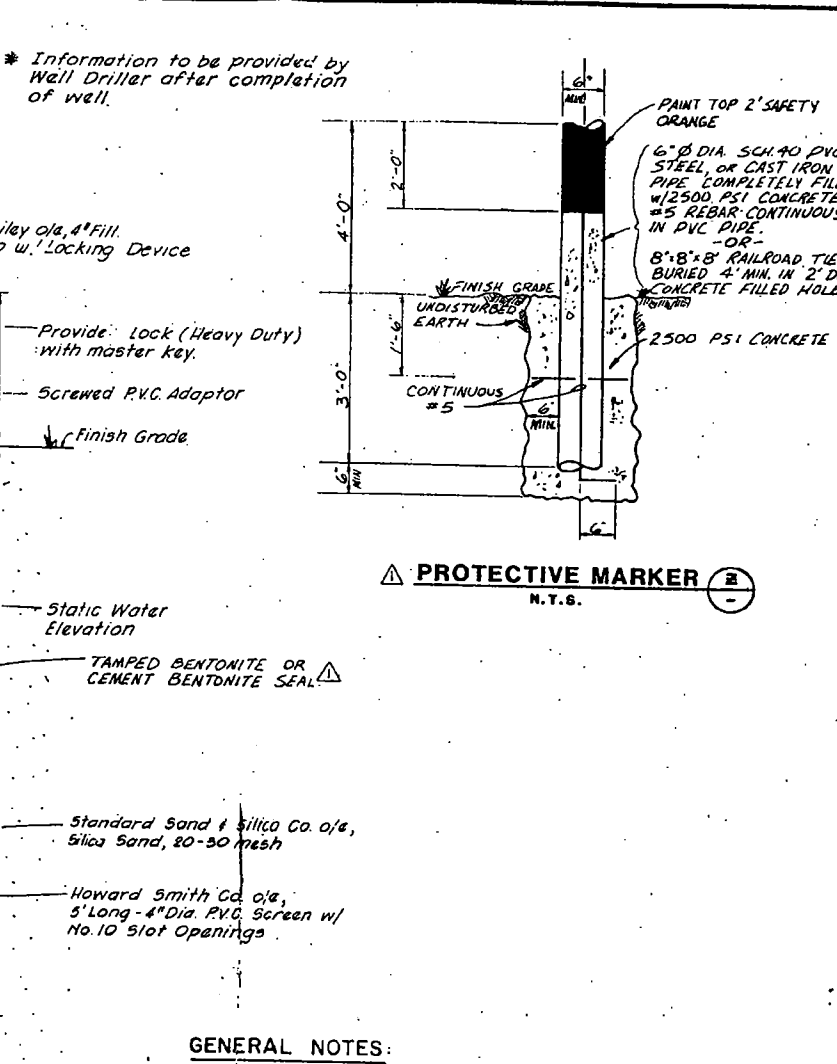 * Information to be provided by
Well Driller after completion
of well.
iley o/e, 4" Fill.
w. Locking Device
Provide Lock (Heavy Duty)
with master key.
Screwed P.V.C. Adaptor
Finish Grade
Static Water
Elevation
TAMPED BENTONITE OR
CEMENT BENTONITE SEAL
1
Standard Sand & Silica Co. o/e,
Silica Sand, 20-30 mesh
Howard Smith Co. o/e,
5' Long - 4" Dia. P.V.C. Screen w/
No. 10 Slot Openings
6"
MIN.
PAINT TOP 2' SAFETY
ORANGE
6" Ø DIA. SCH. 40 PVC
STEEL, OR CAST IRON
PIPE COMPLETELY FIL
w/2500 PSI CONCRETE
#5 REBAR CONTINUOUS
IN PVC PIPE.
-OR-
8"x8"x8' RAILROAD TIE
BURIED 4' MIN. IN 2' D
CONCRETE FILLED HOLE
2'-0"
4'-0"
FINISH GRADE
UNDISTURBED
EARTH
1'-6"
2500 PSI CONCRETE
3'-0"
CONTINUOUS
#5
6"
MIN.
6"
MIN
6"
1 PROTECTIVE MARKER 2
N.T.S. -
GENERAL NOTES: